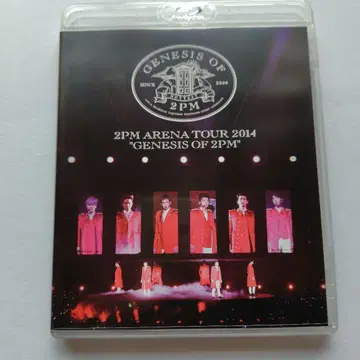 GENESIS OF
SINCE 2008
2PM
2PM ARENA TOUR 2014
"GENESIS OF 2PM"